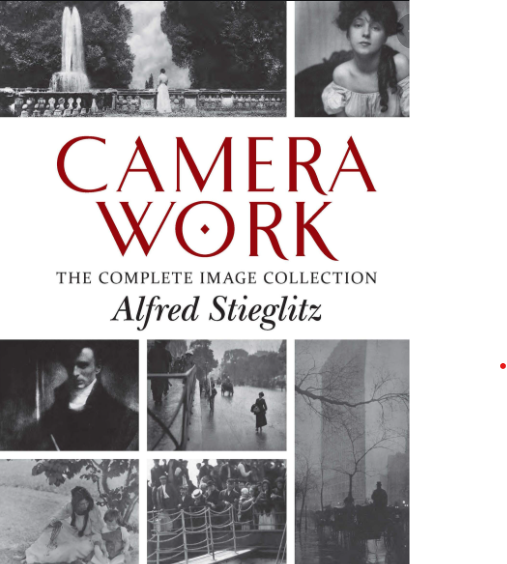 CAMERA
WORK
THE COMPLETE IMAGE COLLECTION
Alfred Stieglitz